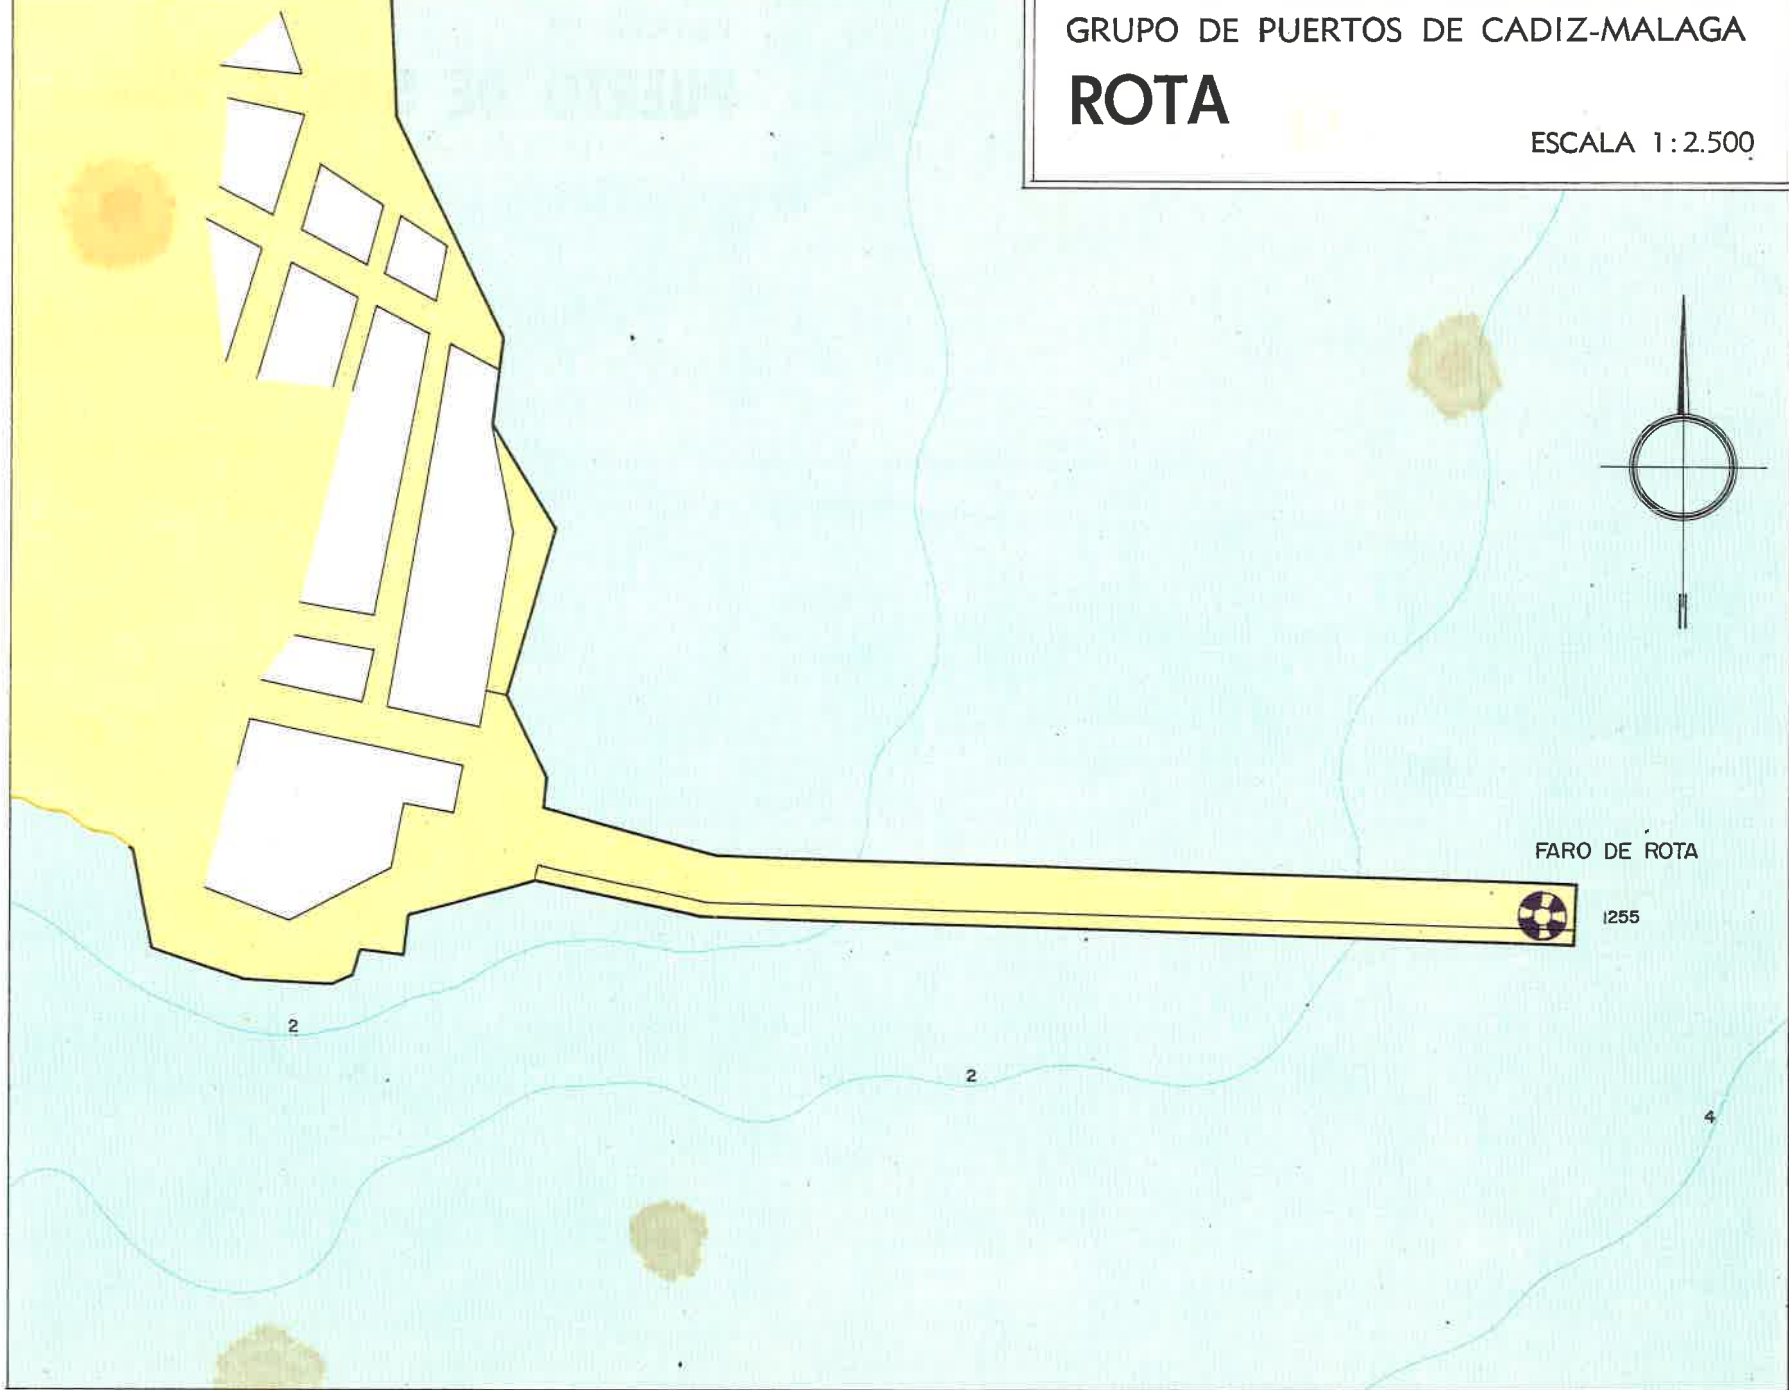 GRUPO DE PUERTOS DE CADIZ-MALAGA
ROTA
ESCALA 1:2.500
FARO DE ROTA
1255
2
2
4